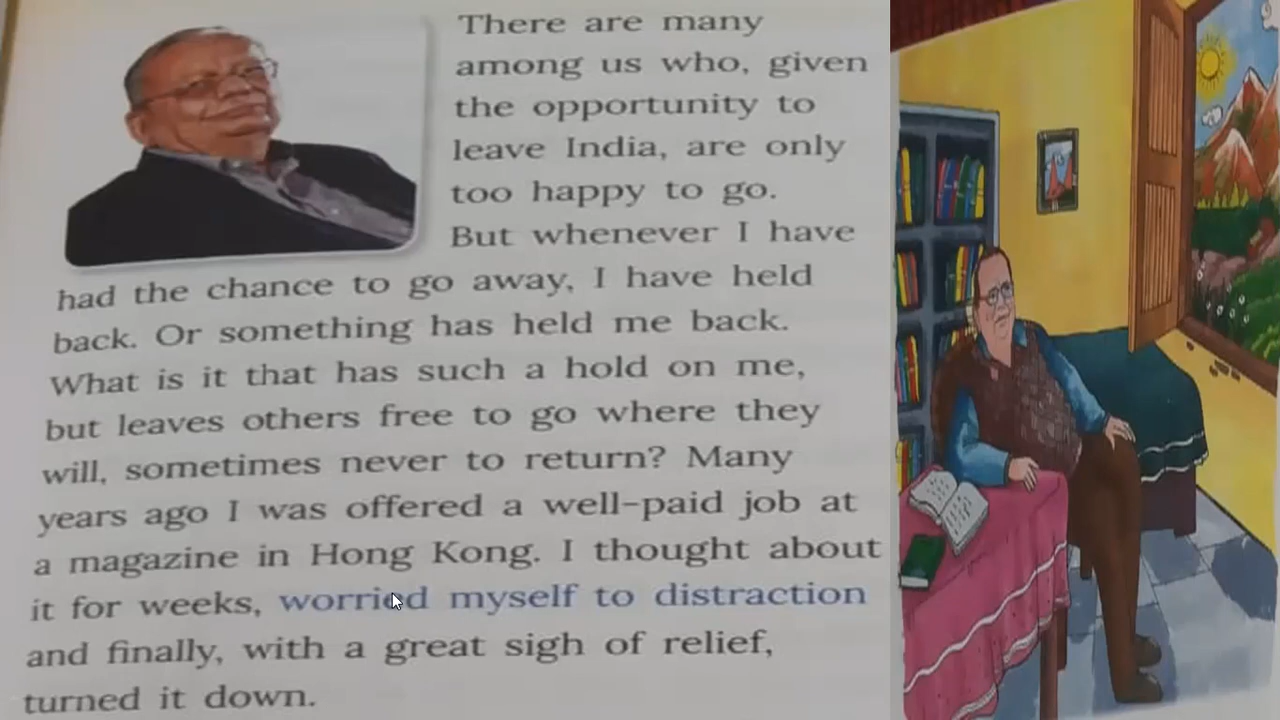 There are many
among us who, given
the opportunity to
leave India, are only
too happy to go.
But whenever I have
had the chance to go away, I have held
back. Or something has held me back.
What is it that has such a hold on me,
but leaves others free to go where they
will, sometimes never to return? Many
years ago I was offered a well-paid job at
a magazine in Hong Kong. I thought about
it for weeks, worried myself to distraction
and finally, with a great sigh of relief,
turned it down.